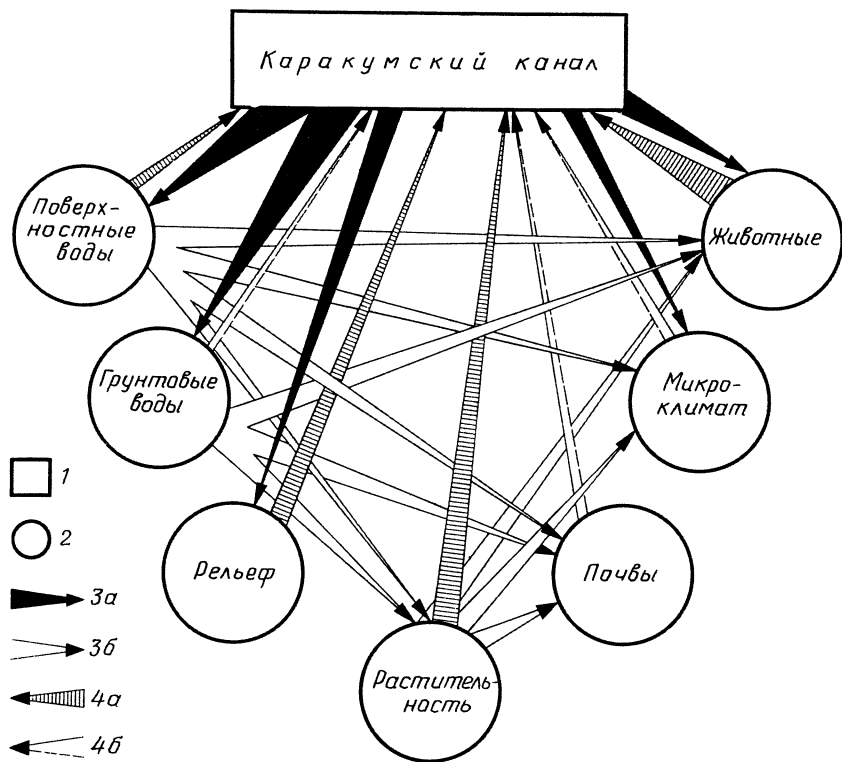 Каракумский канал
Поверх-
ностные
воды
Животные
Грунтовые
воды
Микро-
климат
Рельеф
Почвы
Раститель-
ность
1
2
3а
3б
4а
4б